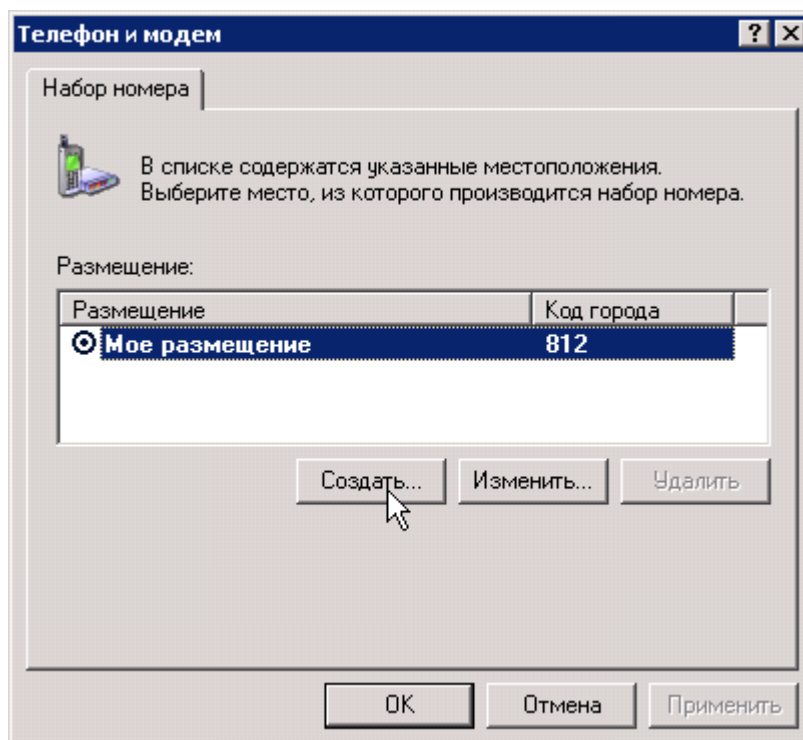 Телефон и модем
Набор номера
В списке содержатся указанные местоположения.
Выберите место, из которого производится набор номера.
Размещение:
Размещение Код города
Мое размещение 812
Создать... Изменить... Удалить
OK Отмена Применить